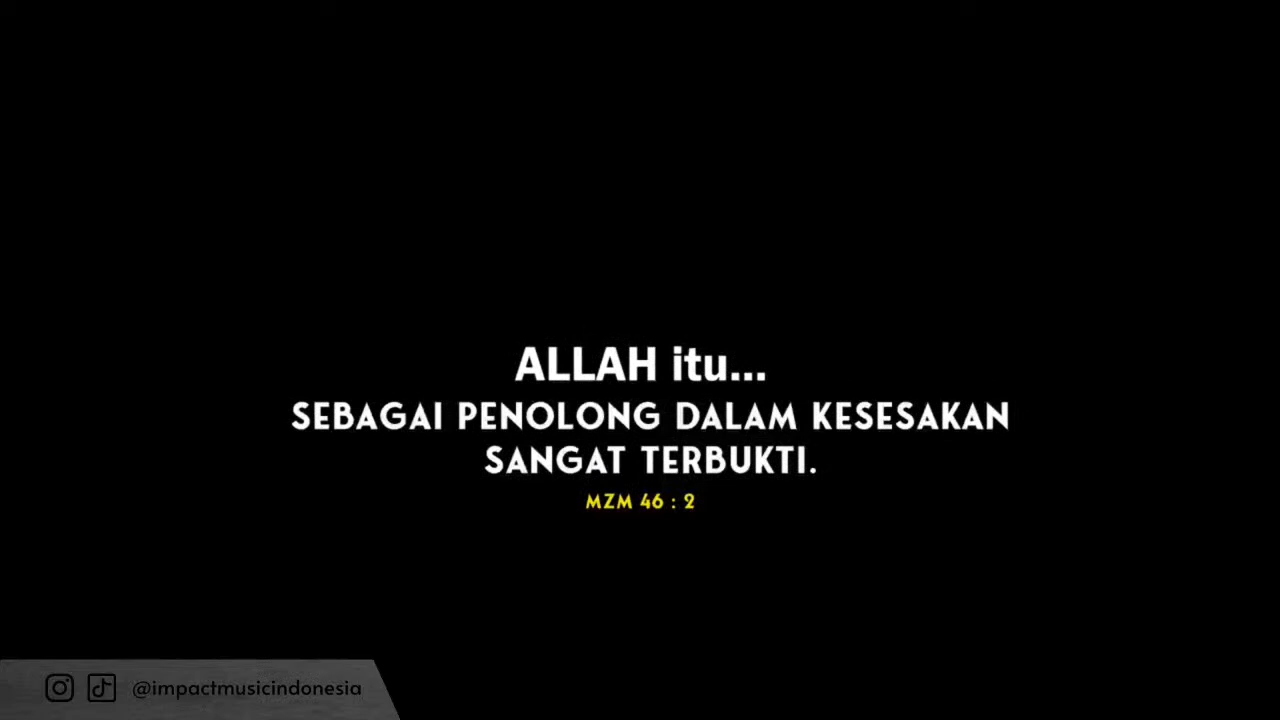 ALLAH itu...
SEBAGAI PENOLONG DALAM KESESAKAN
SANGAT TERBUKTI.
MZM 46 : 2
@impactmusicindonesia